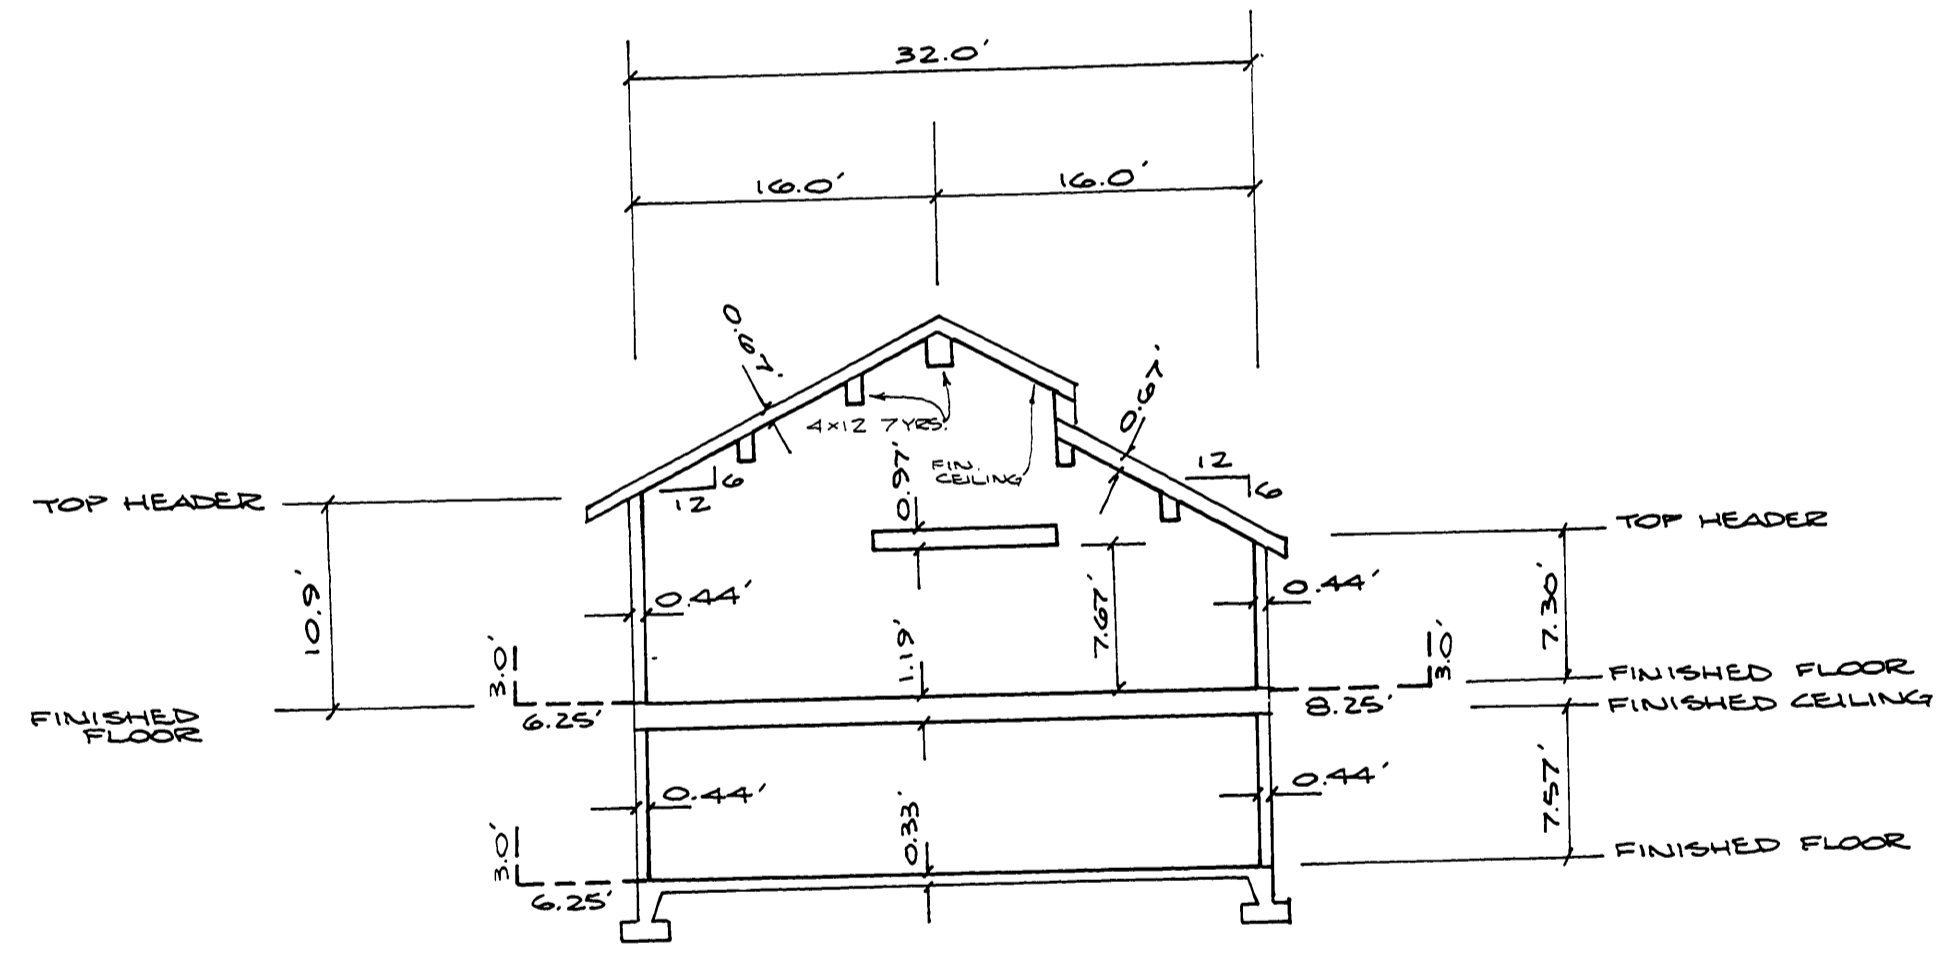 32.0'
16.0' 16.0'
0.67'
0.67'
4×12 TYRS.
FIN.
CEILING
0.97'
12
6
12
6
TOP HEADER
TOP HEADER
10.9'
0.44'
0.44'
7.67'
7.30'
1.19'
3.0'
3.0'
6.25'
8.25'
FINISHED
FLOOR
FINISHED FLOOR
FINISHED CEILING
0.44'
0.44'
7.57'
0.33'
3.0'
6.25'
FINISHED FLOOR